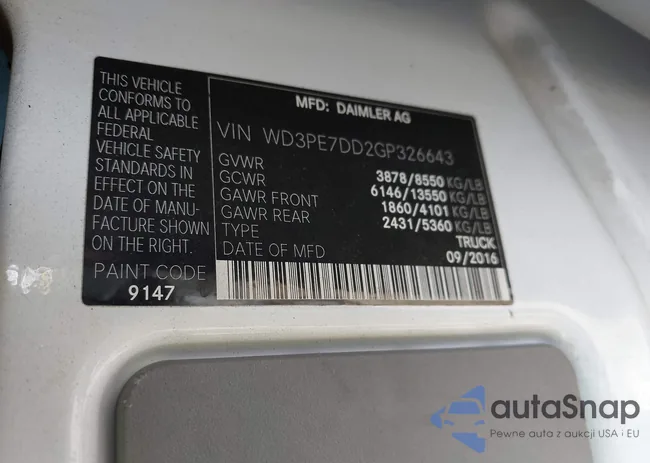 THIS VEHICLE
CONFORMS TO
ALL APPLICABLE
FEDERAL
VEHICLE SAFETY
STANDARDS IN
EFFECT ON THE
DATE OF MANU-
FACTURE SHOWN
ON THE RIGHT.
PAINT CODE
9147
MFD: DAIMLER AG
VIN WD3PE7DD2GP326643
GVWR 3878/8550 KG/LB
GCWR 6146/13550 KG/LB
GAWR FRONT 1860/4101 KG/LB
GAWR REAR 2431/5360 KG/LB
TYPE TRUCK
DATE OF MFD 09/2016
autaSnap
Pewne auta z aukcji USA i EU